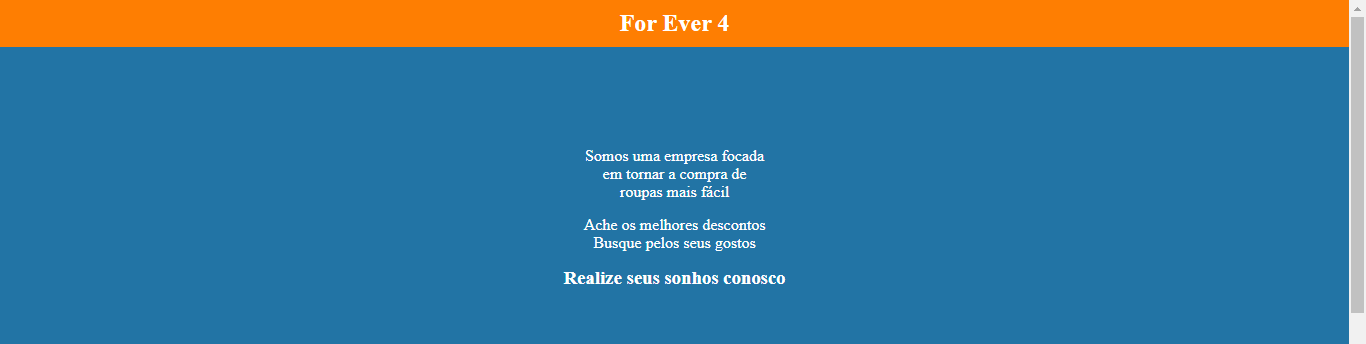 For Ever 4
Somos uma empresa focada
em tornar a compra de
roupas mais fácil
Ache os melhores descontos
Busque pelos seus gostos
Realize seus sonhos conosco